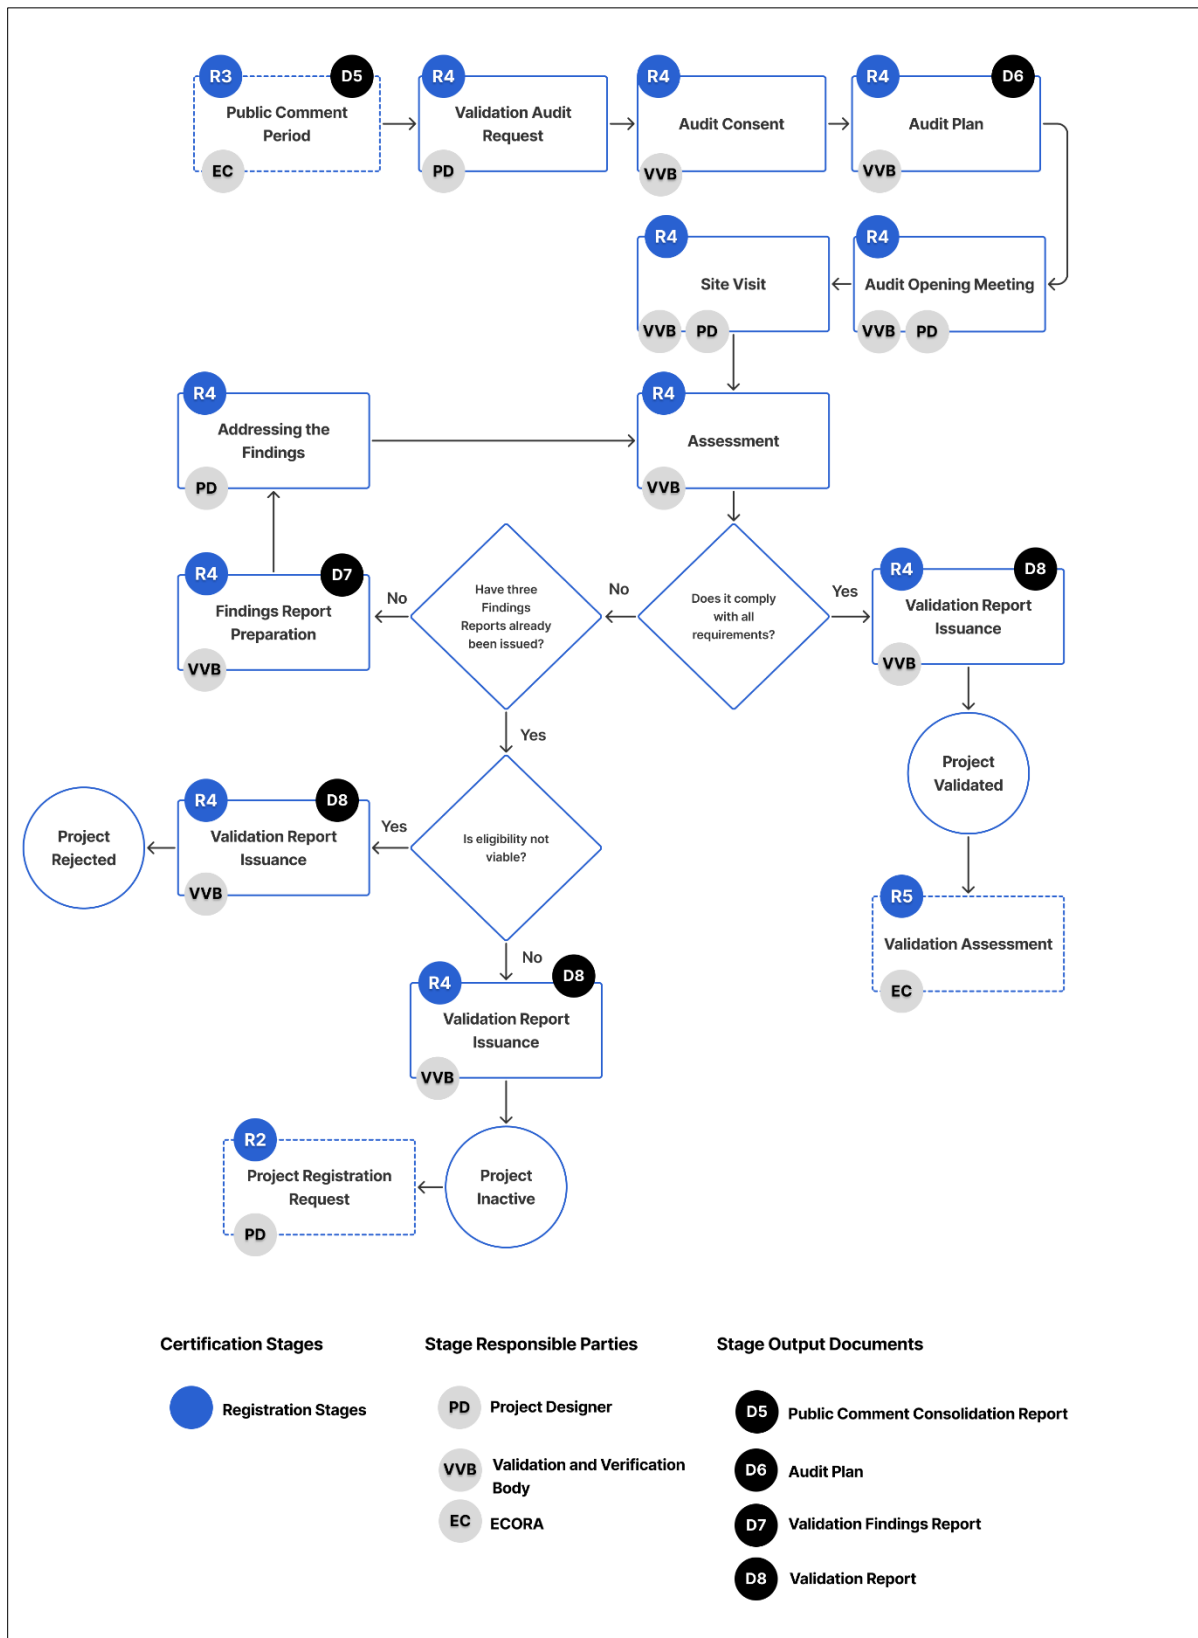 R3
D5
Public Comment
Period
EC
R4
Validation Audit
Request
PD
R4
Audit Consent
VVB
R4
D6
Audit Plan
VVB
R4
Site Visit
VVB
PD
R4
Audit Opening Meeting
VVB
PD
R4
Addressing the
Findings
PD
R4
Assessment
VVB
R4
D7
Findings Report
Preparation
VVB
No
Have three
Findings
Reports already
been issued?
No
Does it comply
with all
requirements?
Yes
R4
D8
Validation Report
Issuance
VVB
Yes
Project
Validated
Project
Rejected
R4
D8
Validation Report
Issuance
VVB
Yes
Is eligibility not
viable?
No
R5
Validation Assessment
EC
R4
D8
Validation Report
Issuance
VVB
R2
Project Registration
Request
PD
Project
Inactive
Certification Stages
Registration Stages
Stage Responsible Parties
PD Project Designer
VVB Validation and Verification
Body
EC ECORA
Stage Output Documents
D5 Public Comment Consolidation Report
D6 Audit Plan
D7 Validation Findings Report
D8 Validation Report